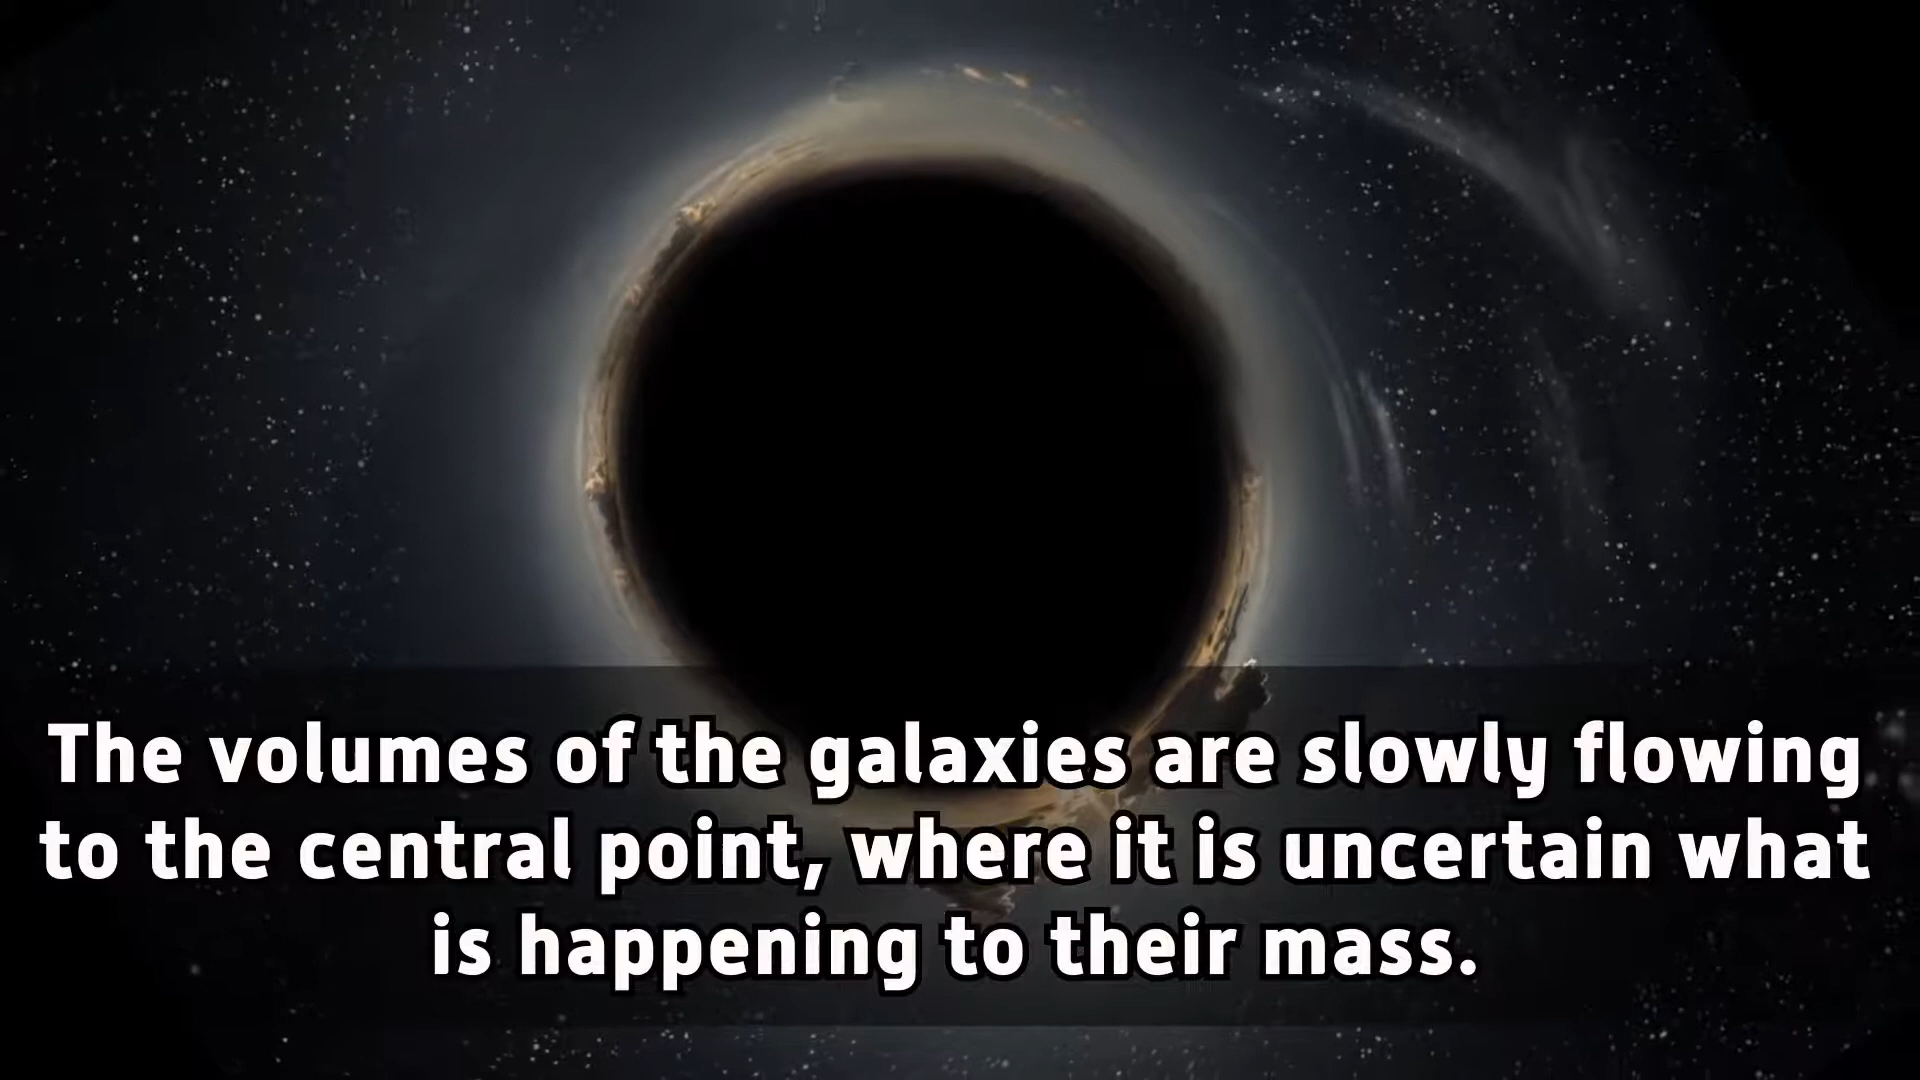 The volumes of the galaxies are slowly flowing
to the central point, where it is uncertain what
is happening to their mass.